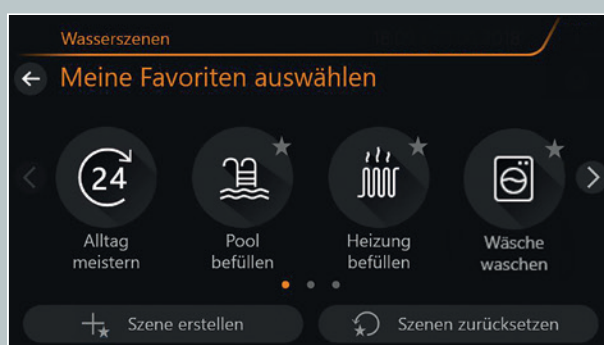 Wasserszenen
Meine Favoriten auswählen
24
Alltag
meistern
Pool
befüllen
Heizung
befüllen
Wäsche
waschen
Szene erstellen
Szenen zurücksetzen